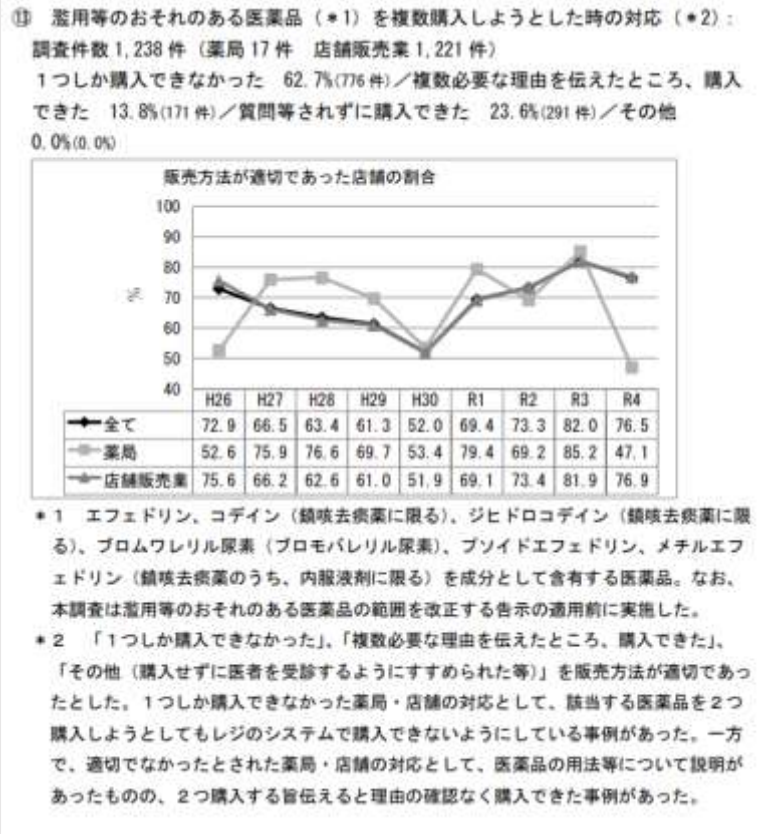 ⑬　濫用等のおそれのある医薬品（＊1）を複数購入しようとした時の対応（＊2）：
調査件数 1,238 件（薬局 17 件　店舗販売業 1,221 件）
１つしか購入できなかった　62.7%(776 件)／複数必要な理由を伝えたところ、購入
できた　13.8%(171 件)／質問等されずに購入できた　23.6%(291 件)／その他
0.0%(0.0%)
販売方法が適切であった店舗の割合
100
90
80
70
%
60
50
40
H26 H27 H28 H29 H30 R1 R2 R3 R4
全て 72.9 66.5 63.4 61.3 52.0 69.4 73.3 82.0 76.5
薬局 52.6 75.9 76.6 69.7 53.4 79.4 69.2 85.2 47.1
店舗販売業 75.6 66.2 62.6 61.0 51.9 69.1 73.4 81.9 76.9
＊１　エフェドリン、コデイン（鎮咳去痰薬に限る）、ジヒドロコデイン（鎮咳去痰薬に限
る）、ブロムワレリル尿素（ブロモバレリル尿素）、プソイドエフェドリン、メチルエフ
ェドリン（鎮咳去痰薬のうち、内服液剤に限る）を成分として含有する医薬品。なお、
本調査は濫用等のおそれのある医薬品の範囲を改正する告示の適用前に実施した。
＊２　「１つしか購入できなかった」、「複数必要な理由を伝えたところ、購入できた」、
「その他（購入せずに医者を受診するようにすすめられた等）」を販売方法が適切であっ
たとした。１つしか購入できなかった薬局・店舗の対応として、該当する医薬品を２つ
購入しようとしてもレジのシステムで購入できないようにしている事例があった。一方
で、適切でなかったとされた薬局・店舗の対応として、医薬品の用法等について説明が
あったものの、２つ購入する旨伝えると理由の確認なく購入できた事例があった。